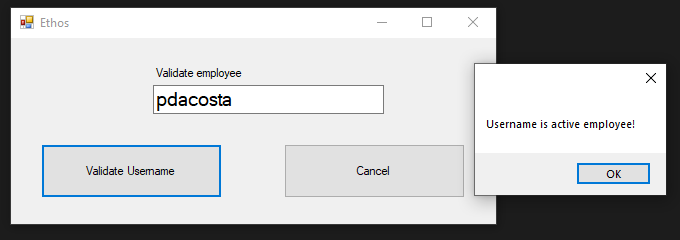 Ethos
Validate employee
pdacosta
Validate Username
Cancel
Username is active employee!
OK